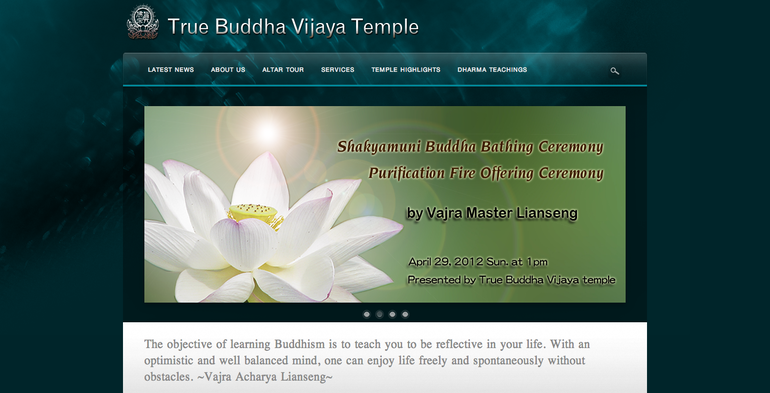 True Buddha Vijaya Temple
LATEST NEWS ABOUT US ALTAR TOUR SERVICES TEMPLE HIGHLIGHTS DHARMA TEACHINGS
Shakyamuni Buddha Bathing Ceremony
Purification Fire Offering Ceremony
by Vajra Master Lianseng
April 29, 2012 Sun. at 1pm
Presented by True Buddha Vijaya temple
The objective of learning Buddhism is to teach you to be reflective in your life. With an
optimistic and well balanced mind, one can enjoy life freely and spontaneously without
obstacles. ~Vajra Acharya Lianseng~